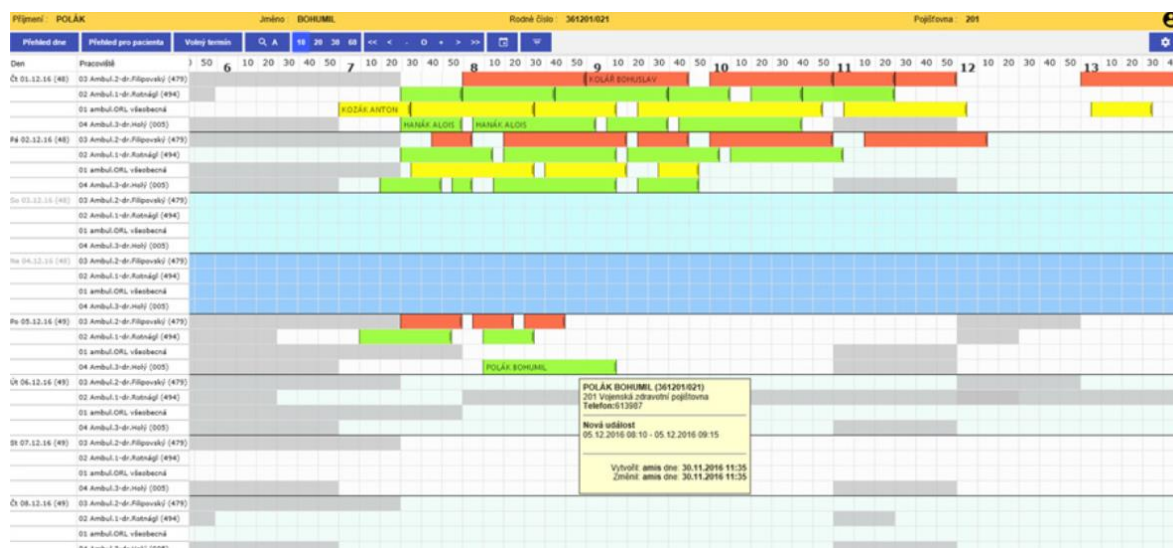 Příjmení : POLÁK Jméno : BOHUMIL Rodné číslo : 361201/021 Pojišťovna : 201
Přehled dne Přehled pro pacienta Volný termín A 10 20 30 60 << < - O + > >>
Den Pracoviště 50 6 10 20 30 40 50 7 10 20 30 40 50 8 10 20 30 40 50 9 10 20 30 40 50 10 10 20 30 40 50 11 10 20 30 40 50 12 10 20 30 40 50 13 10 20 30
Čt 01.12.16 (48) 03 Ambul.2-dr.Filipovský (479) KOLÁŘ BOHUSLAV
02 Ambul.1-dr.Rotnágl (494)
01 ambul.ORL všeobecná KOZÁK ANTON
04 Ambul.3-dr.Holý (005) HANÁK ALOIS HANÁK ALOIS
Pá 02.12.16 (48) 03 Ambul.2-dr.Filipovský (479)
02 Ambul.1-dr.Rotnágl (494)
01 ambul.ORL všeobecná
04 Ambul.3-dr.Holý (005)
So 03.12.16 (48) 03 Ambul.2-dr.Filipovský (479)
02 Ambul.1-dr.Rotnágl (494)
01 ambul.ORL všeobecná
04 Ambul.3-dr.Holý (005)
Ne 04.12.16 (48) 03 Ambul.2-dr.Filipovský (479)
02 Ambul.1-dr.Rotnágl (494)
01 ambul.ORL všeobecná
04 Ambul.3-dr.Holý (005)
Po 05.12.16 (49) 03 Ambul.2-dr.Filipovský (479)
02 Ambul.1-dr.Rotnágl (494)
01 ambul.ORL všeobecná
04 Ambul.3-dr.Holý (005) POLÁK BOHUMIL
Út 06.12.16 (49) 03 Ambul.2-dr.Filipovský (479)
02 Ambul.1-dr.Rotnágl (494)
01 ambul.ORL všeobecná
04 Ambul.3-dr.Holý (005)
St 07.12.16 (49) 03 Ambul.2-dr.Filipovský (479)
02 Ambul.1-dr.Rotnágl (494)
01 ambul.ORL všeobecná
04 Ambul.3-dr.Holý (005)
Čt 08.12.16 (49) 03 Ambul.2-dr.Filipovský (479)
02 Ambul.1-dr.Rotnágl (494)
01 ambul.ORL všeobecná
04 Ambul.3-dr.Holý (005)
POLÁK BOHUMIL (361201/021)
201 Vojenská zdravotní pojišťovna
Telefon:613987
Nová událost
05.12.2016 08:10 - 05.12.2016 09:15
Vytvořil: amis dne: 30.11.2016 11:35
Změnil: amis dne: 30.11.2016 11:35